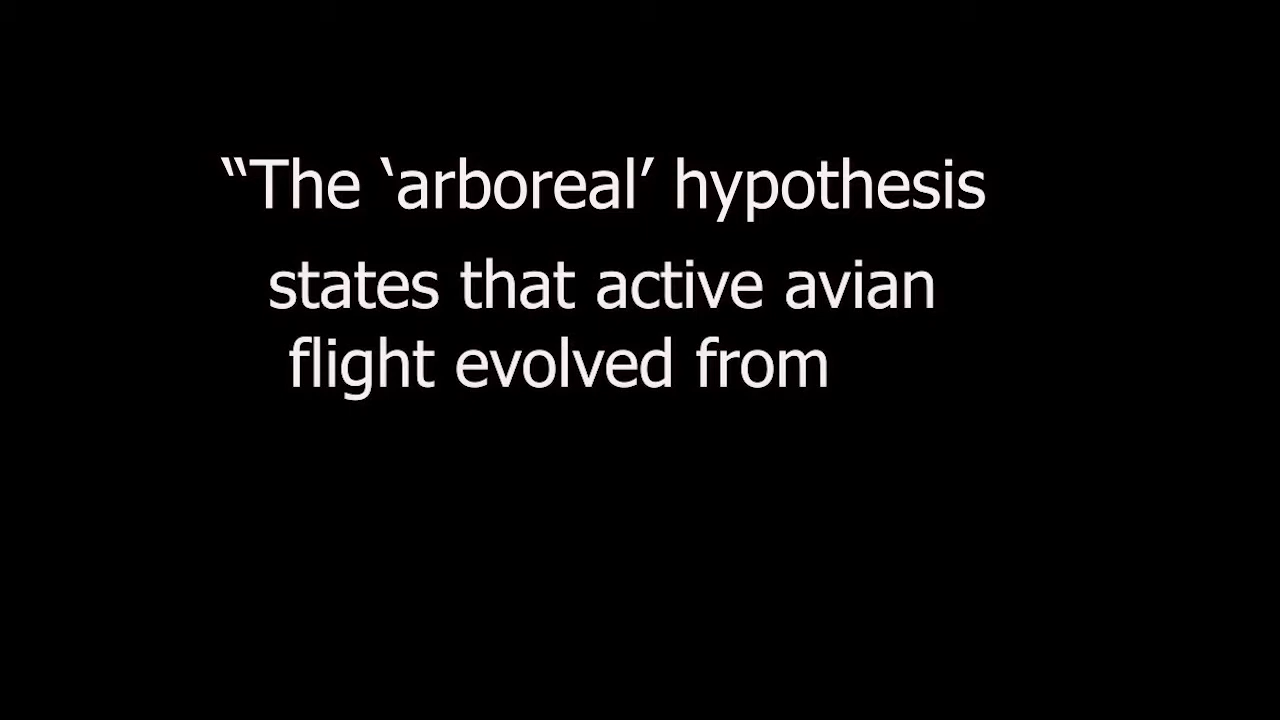 “The ‘arboreal’ hypothesis
states that active avian
flight evolved from